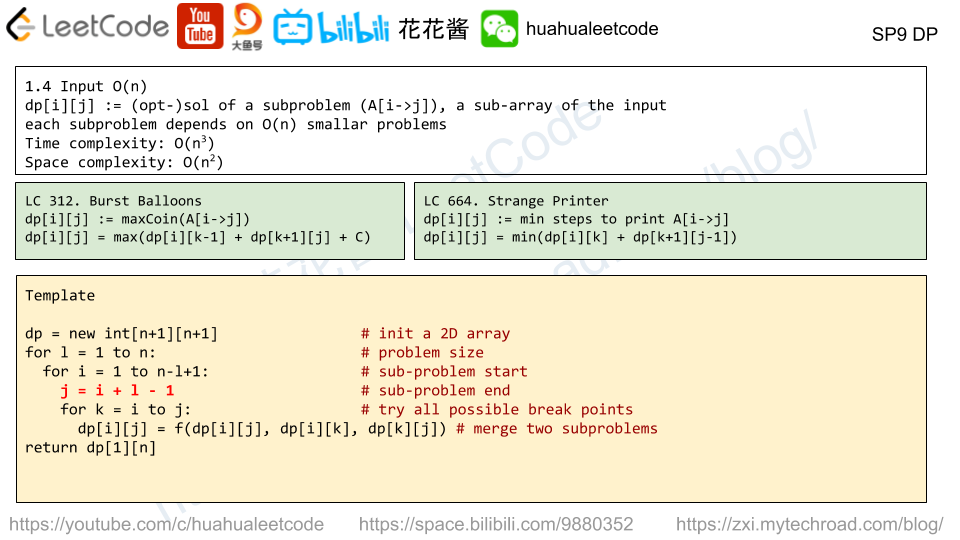 LeetCode You Tube 大鱼号 bilibili 花花酱 huahualeetcode
SP9 DP
1.4 Input O(n)
dp[i][j] := (opt-)sol of a subproblem (A[i->j]), a sub-array of the input
each subproblem depends on O(n) smallar problems
Time complexity: O(n³)
Space complexity: O(n²)
LC 312. Burst Balloons
dp[i][j] := maxCoin(A[i->j])
dp[i][j] = max(dp[i][k-1] + dp[k+1][j] + C)
LC 664. Strange Printer
dp[i][j] := min steps to print A[i->j]
dp[i][j] = min(dp[i][k] + dp[k+1][j-1])
Template
dp = new int[n+1][n+1] # init a 2D array
for l = 1 to n: # problem size
for i = 1 to n-l+1: # sub-problem start
j = i + l - 1 # sub-problem end
for k = i to j: # try all possible break points
dp[i][j] = f(dp[i][j], dp[i][k], dp[k][j]) # merge two subproblems
return dp[1][n]
https://youtube.com/c/huahualeetcode https://space.bilibili.com/9880352 https://zxi.mytechroad.com/blog/